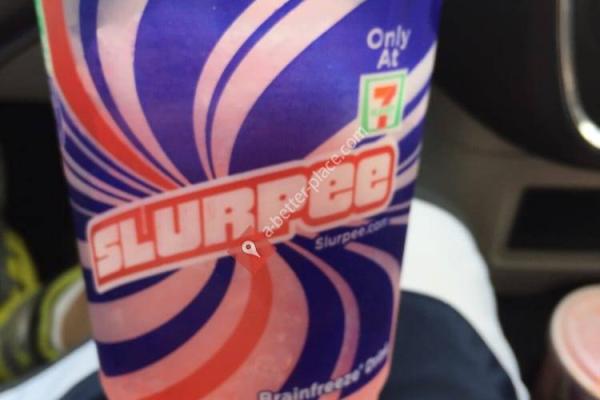 Only
At
7
SLURPEE
Slurpee.com
Brainfreeze® Drink
a-better-place.com